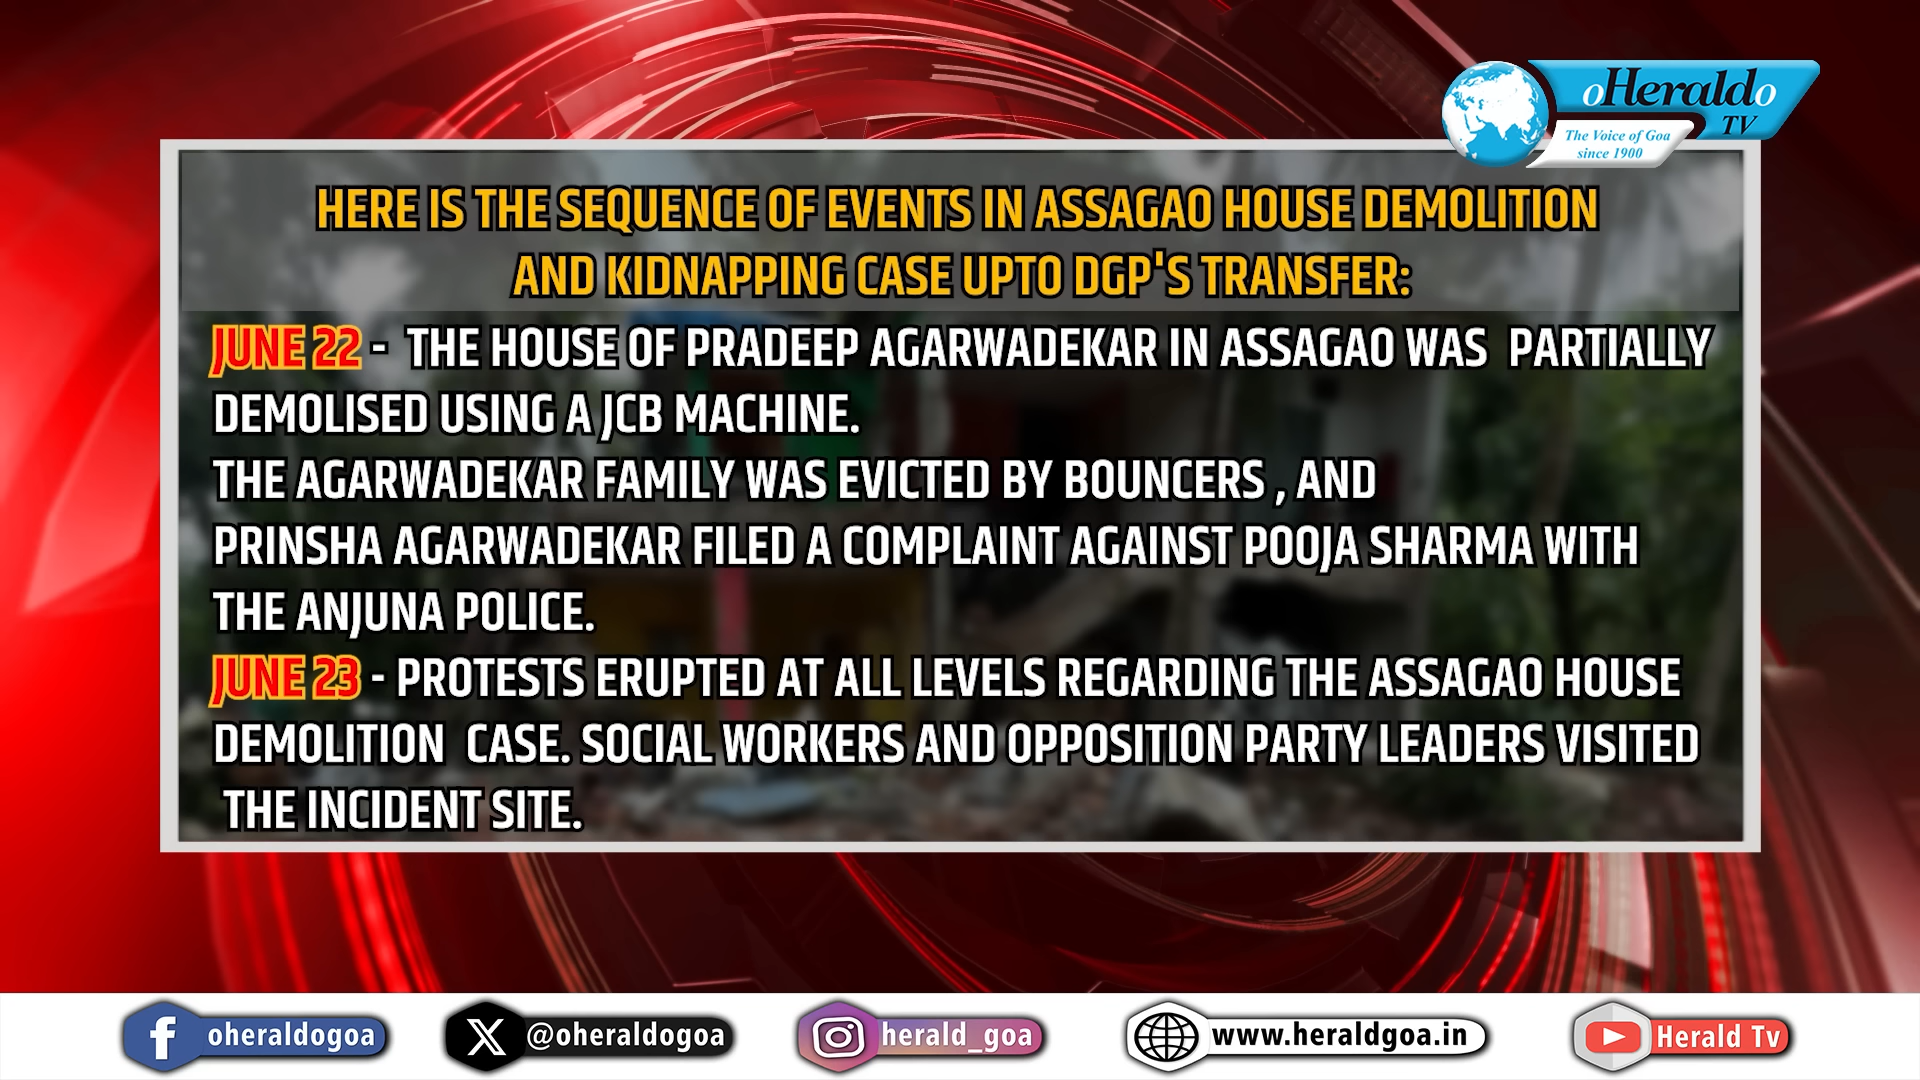 oHeraldo
TV
The Voice of Goa
since 1900
HERE IS THE SEQUENCE OF EVENTS IN ASSAGAO HOUSE DEMOLITION
AND KIDNAPPING CASE UPTO DGP'S TRANSFER:
JUNE 22 - THE HOUSE OF PRADEEP AGARWADEKAR IN ASSAGAO WAS PARTIALLY
DEMOLISED USING A JCB MACHINE.
THE AGARWADEKAR FAMILY WAS EVICTED BY BOUNCERS , AND
PRINSHA AGARWADEKAR FILED A COMPLAINT AGAINST POOJA SHARMA WITH
THE ANJUNA POLICE.
JUNE 23 - PROTESTS ERUPTED AT ALL LEVELS REGARDING THE ASSAGAO HOUSE
DEMOLITION CASE. SOCIAL WORKERS AND OPPOSITION PARTY LEADERS VISITED
THE INCIDENT SITE.
oheraldogoa @oheraldogoa herald_goa www.heraldgoa.in Herald Tv